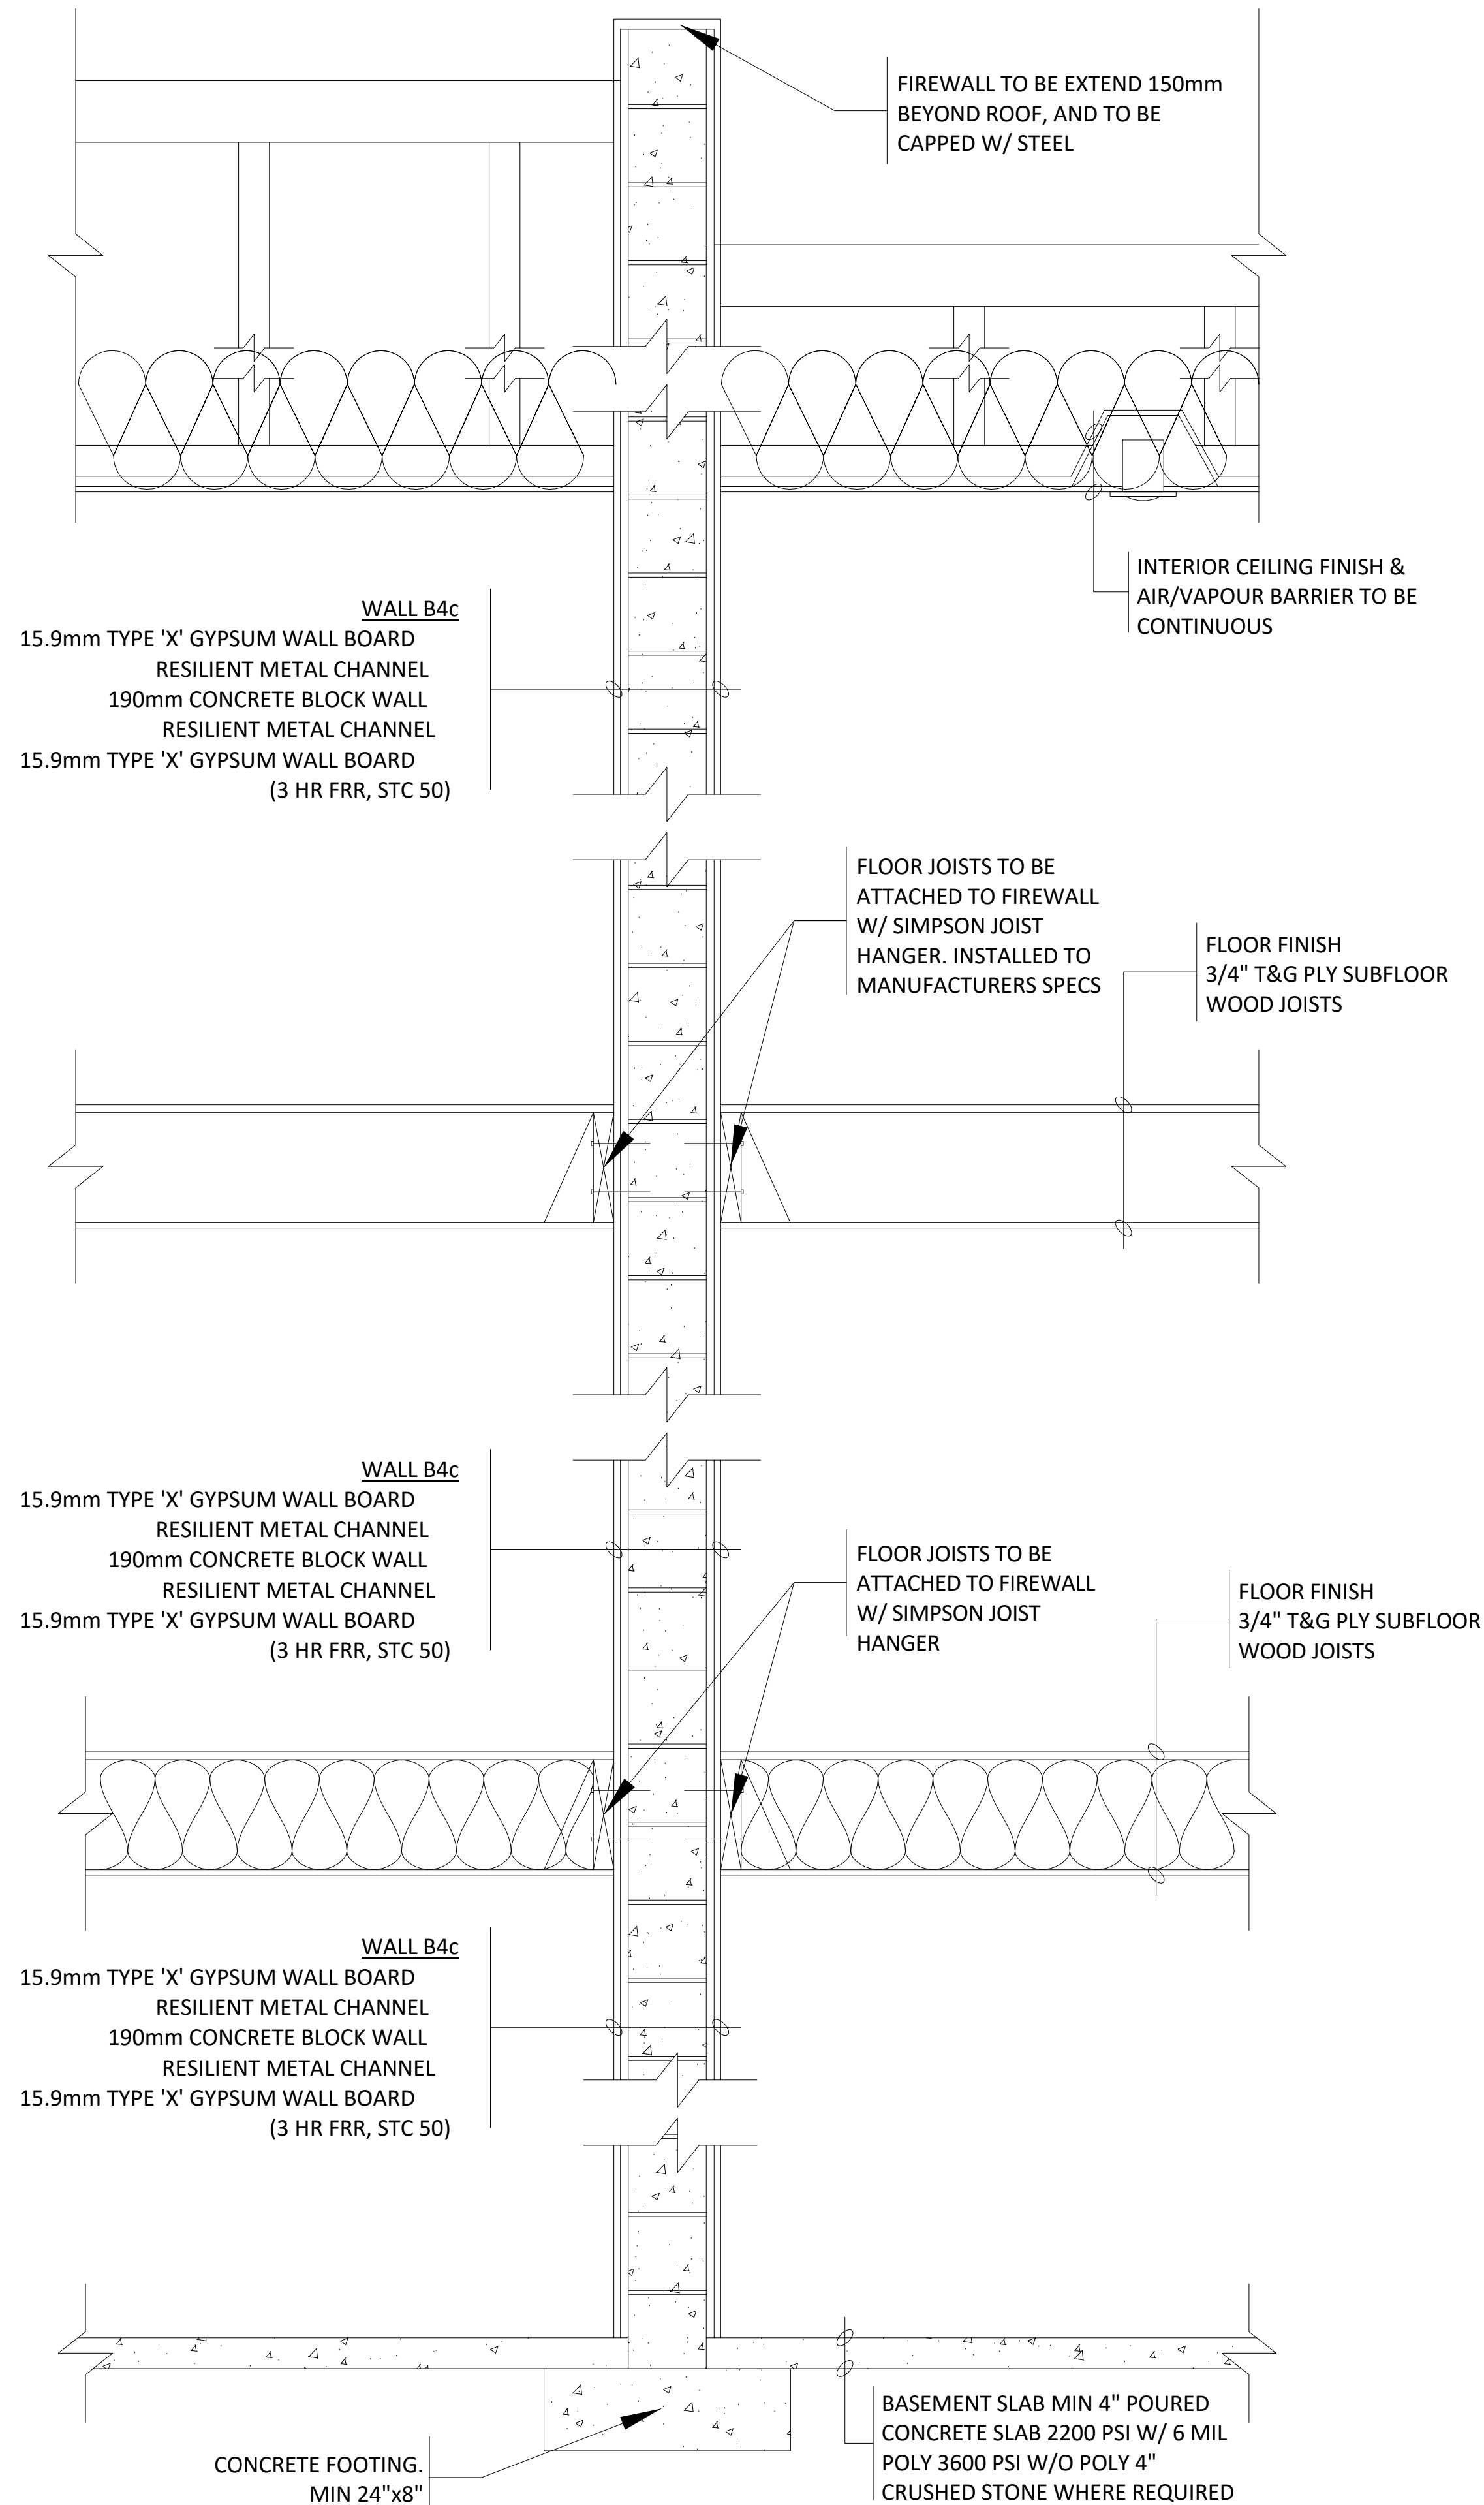 FIREWALL TO BE EXTEND 150mm
BEYOND ROOF, AND TO BE
CAPPED W/ STEEL
INTERIOR CEILING FINISH &
AIR/VAPOUR BARRIER TO BE
CONTINUOUS
WALL B4c
15.9mm TYPE 'X' GYPSUM WALL BOARD
RESILIENT METAL CHANNEL
190mm CONCRETE BLOCK WALL
RESILIENT METAL CHANNEL
15.9mm TYPE 'X' GYPSUM WALL BOARD
(3 HR FRR, STC 50)
FLOOR JOISTS TO BE
ATTACHED TO FIREWALL
W/ SIMPSON JOIST
HANGER. INSTALLED TO
MANUFACTURERS SPECS
FLOOR FINISH
3/4" T&G PLY SUBFLOOR
WOOD JOISTS
WALL B4c
15.9mm TYPE 'X' GYPSUM WALL BOARD
RESILIENT METAL CHANNEL
190mm CONCRETE BLOCK WALL
RESILIENT METAL CHANNEL
15.9mm TYPE 'X' GYPSUM WALL BOARD
(3 HR FRR, STC 50)
FLOOR JOISTS TO BE
ATTACHED TO FIREWALL
W/ SIMPSON JOIST
HANGER
FLOOR FINISH
3/4" T&G PLY SUBFLOOR
WOOD JOISTS
WALL B4c
15.9mm TYPE 'X' GYPSUM WALL BOARD
RESILIENT METAL CHANNEL
190mm CONCRETE BLOCK WALL
RESILIENT METAL CHANNEL
15.9mm TYPE 'X' GYPSUM WALL BOARD
(3 HR FRR, STC 50)
CONCRETE FOOTING.
MIN 24"x8"
BASEMENT SLAB MIN 4" POURED
CONCRETE SLAB 2200 PSI W/ 6 MIL
POLY 3600 PSI W/O POLY 4"
CRUSHED STONE WHERE REQUIRED